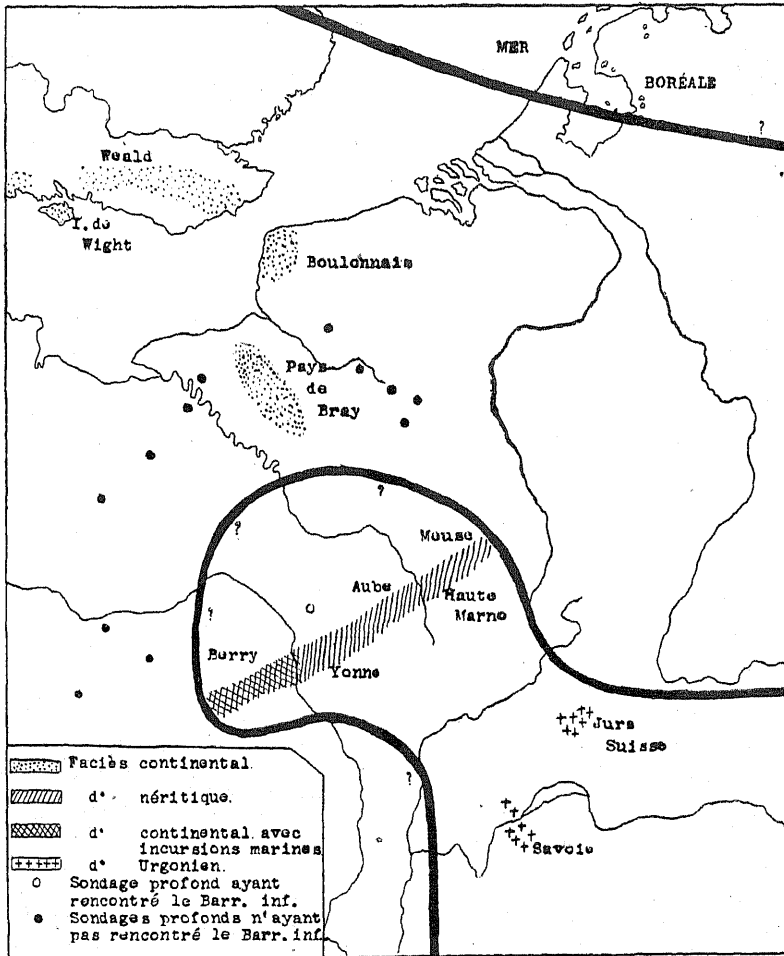 MER
BORÉALE
?
Weald
I. de
Wight
Boulonnais
Pays
de
Bray
?
?
Meuse
Aube
Haute
Marne
?
Berry
Yonne
Jura
Suisse
?
Savoie
Faciès continental.
d° néritique.
d° continental avec
incursions marines
d° Urgonien.
Sondage profond ayant
rencontré le Barr. inf.
Sondages profonds n'ayant
pas rencontré le Barr. inf.